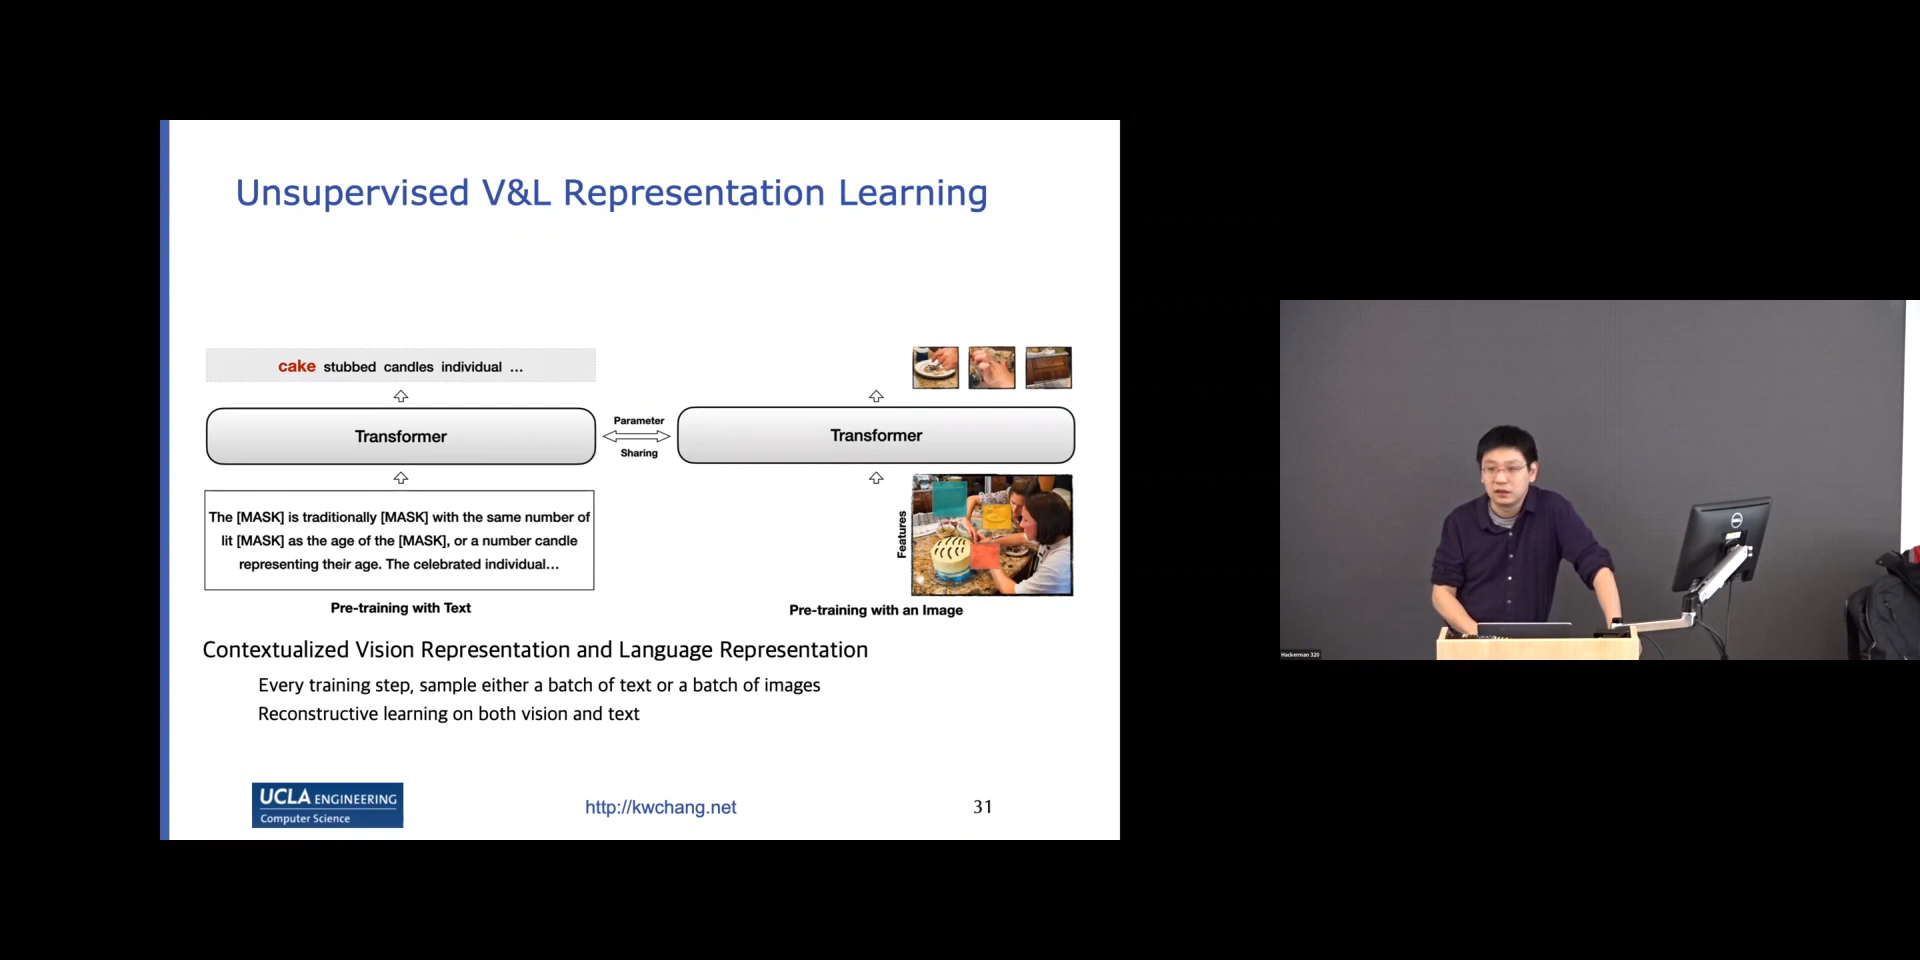 Unsupervised V&L Representation Learning
cake stubbed candles individual ...
Transformer
Parameter
Sharing
Transformer
The [MASK] is traditionally [MASK] with the same number of
lit [MASK] as the age of the [MASK], or a number candle
representing their age. The celebrated individual...
Features
Pre-training with Text
Pre-training with an Image
Contextualized Vision Representation and Language Representation
Every training step, sample either a batch of text or a batch of images
Reconstructive learning on both vision and text
UCLA ENGINEERING
Computer Science
http://kwchang.net
31
DELL
Hackerman 320